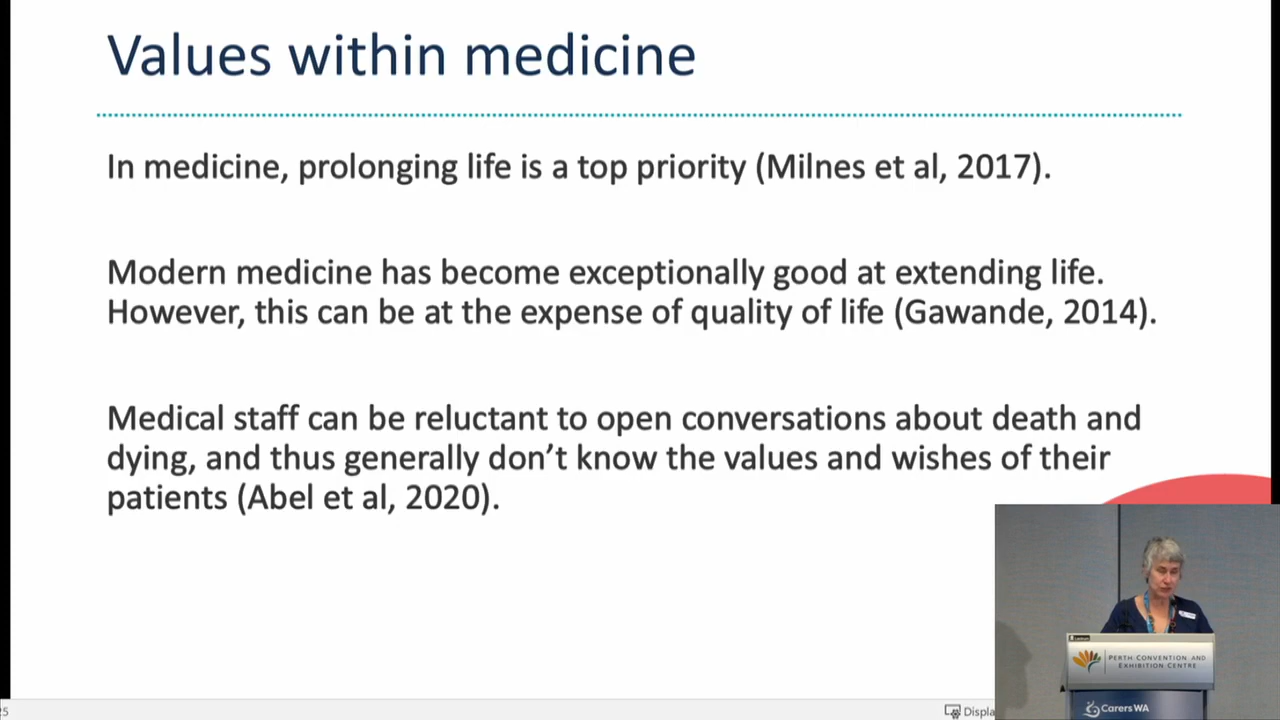 Values within medicine
In medicine, prolonging life is a top priority (Milnes et al, 2017).
Modern medicine has become exceptionally good at extending life.
However, this can be at the expense of quality of life (Gawande, 2014).
Medical staff can be reluctant to open conversations about death and
dying, and thus generally don’t know the values and wishes of their
patients (Abel et al, 2020).
PERTH CONVENTION AND
EXHIBITION CENTRE
Carers WA
25
Displa